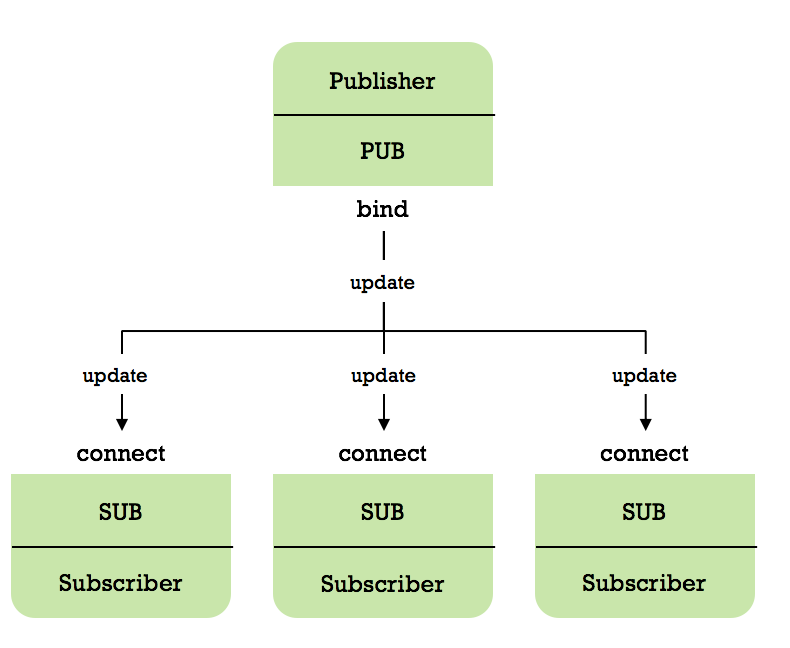 Publisher
PUB
bind
update
update update update
connect connect connect
SUB SUB SUB
Subscriber Subscriber Subscriber